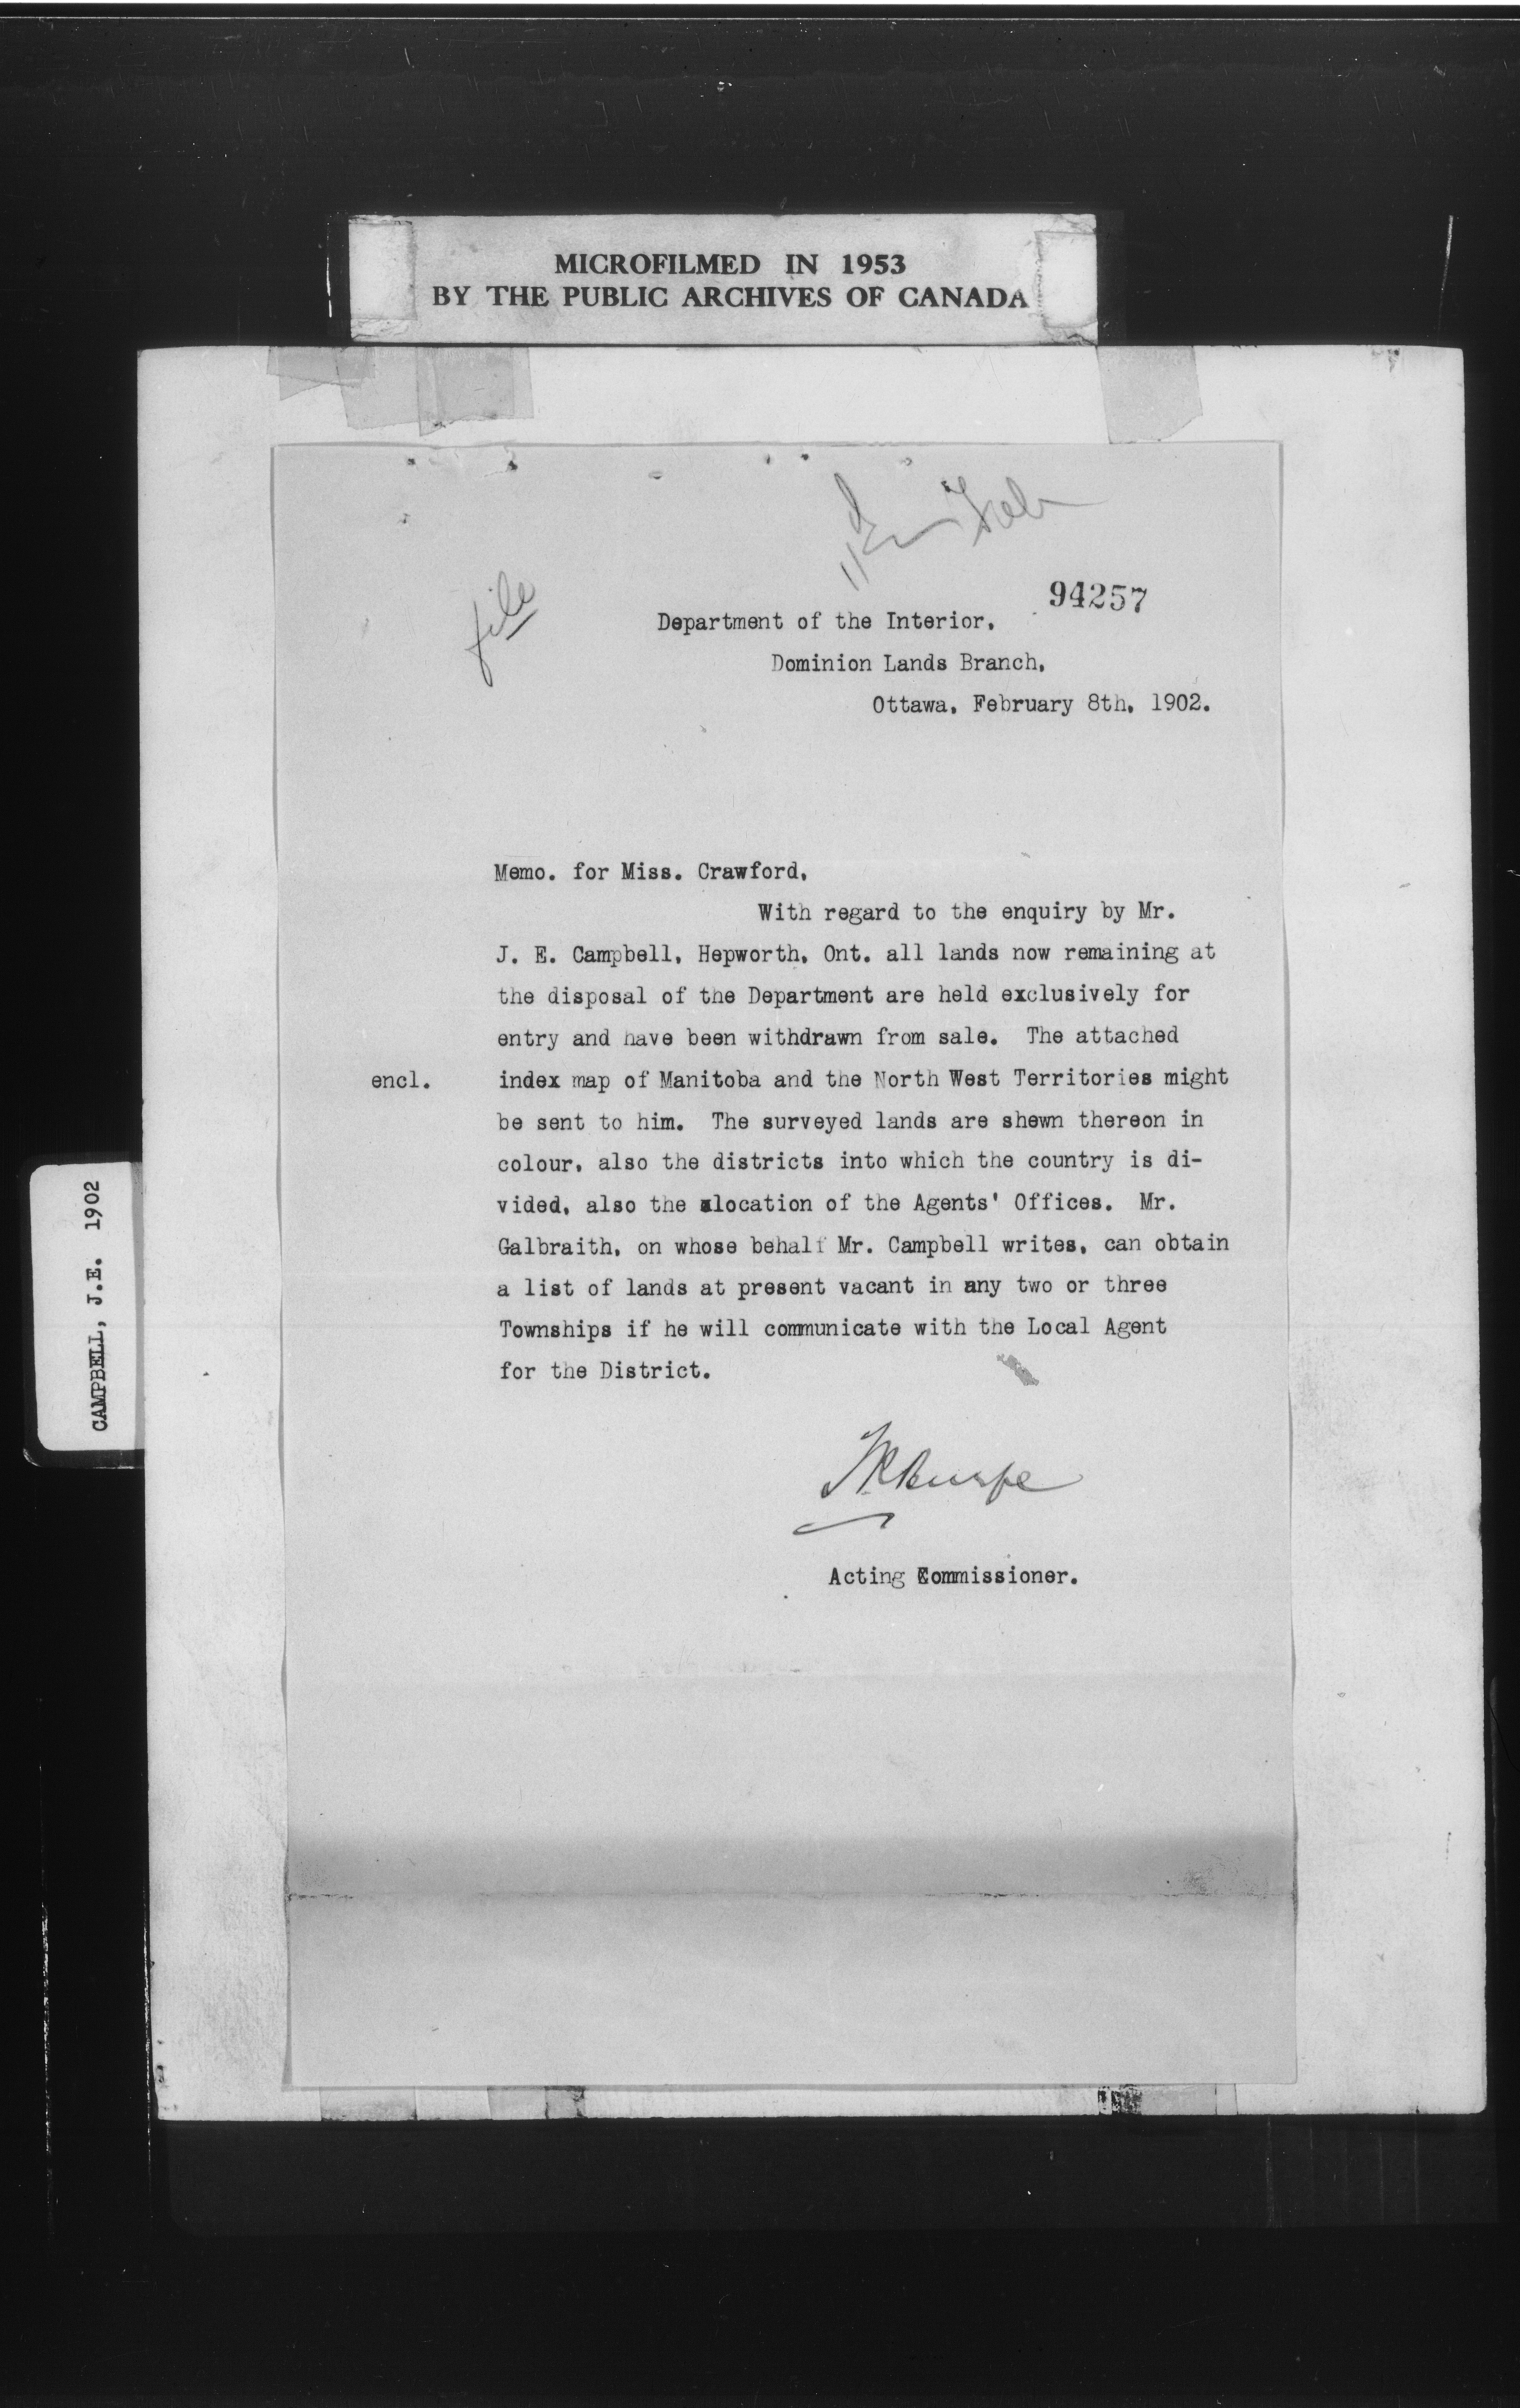 MICROFILMED IN 1953
BY THE PUBLIC ARCHIVES OF CANADA
file
94257
Department of the Interior,
Dominion Lands Branch,
Ottawa, February 8th, 1902.
Memo. for Miss. Crawford,
With regard to the enquiry by Mr.
J. E. Campbell, Hepworth, Ont. all lands now remaining at
the disposal of the Department are held exclusively for
entry and have been withdrawn from sale. The attached
encl. index map of Manitoba and the North West Territories might
be sent to him. The surveyed lands are shewn thereon in
colour, also the districts into which the country is di-
vided, also the location of the Agents' Offices. Mr.
Galbraith, on whose behalf Mr. Campbell writes, can obtain
a list of lands at present vacant in any two or three
Townships if he will communicate with the Local Agent
for the District.
Burpe
Acting Commissioner.
CAMPBELL, J.E. 1902